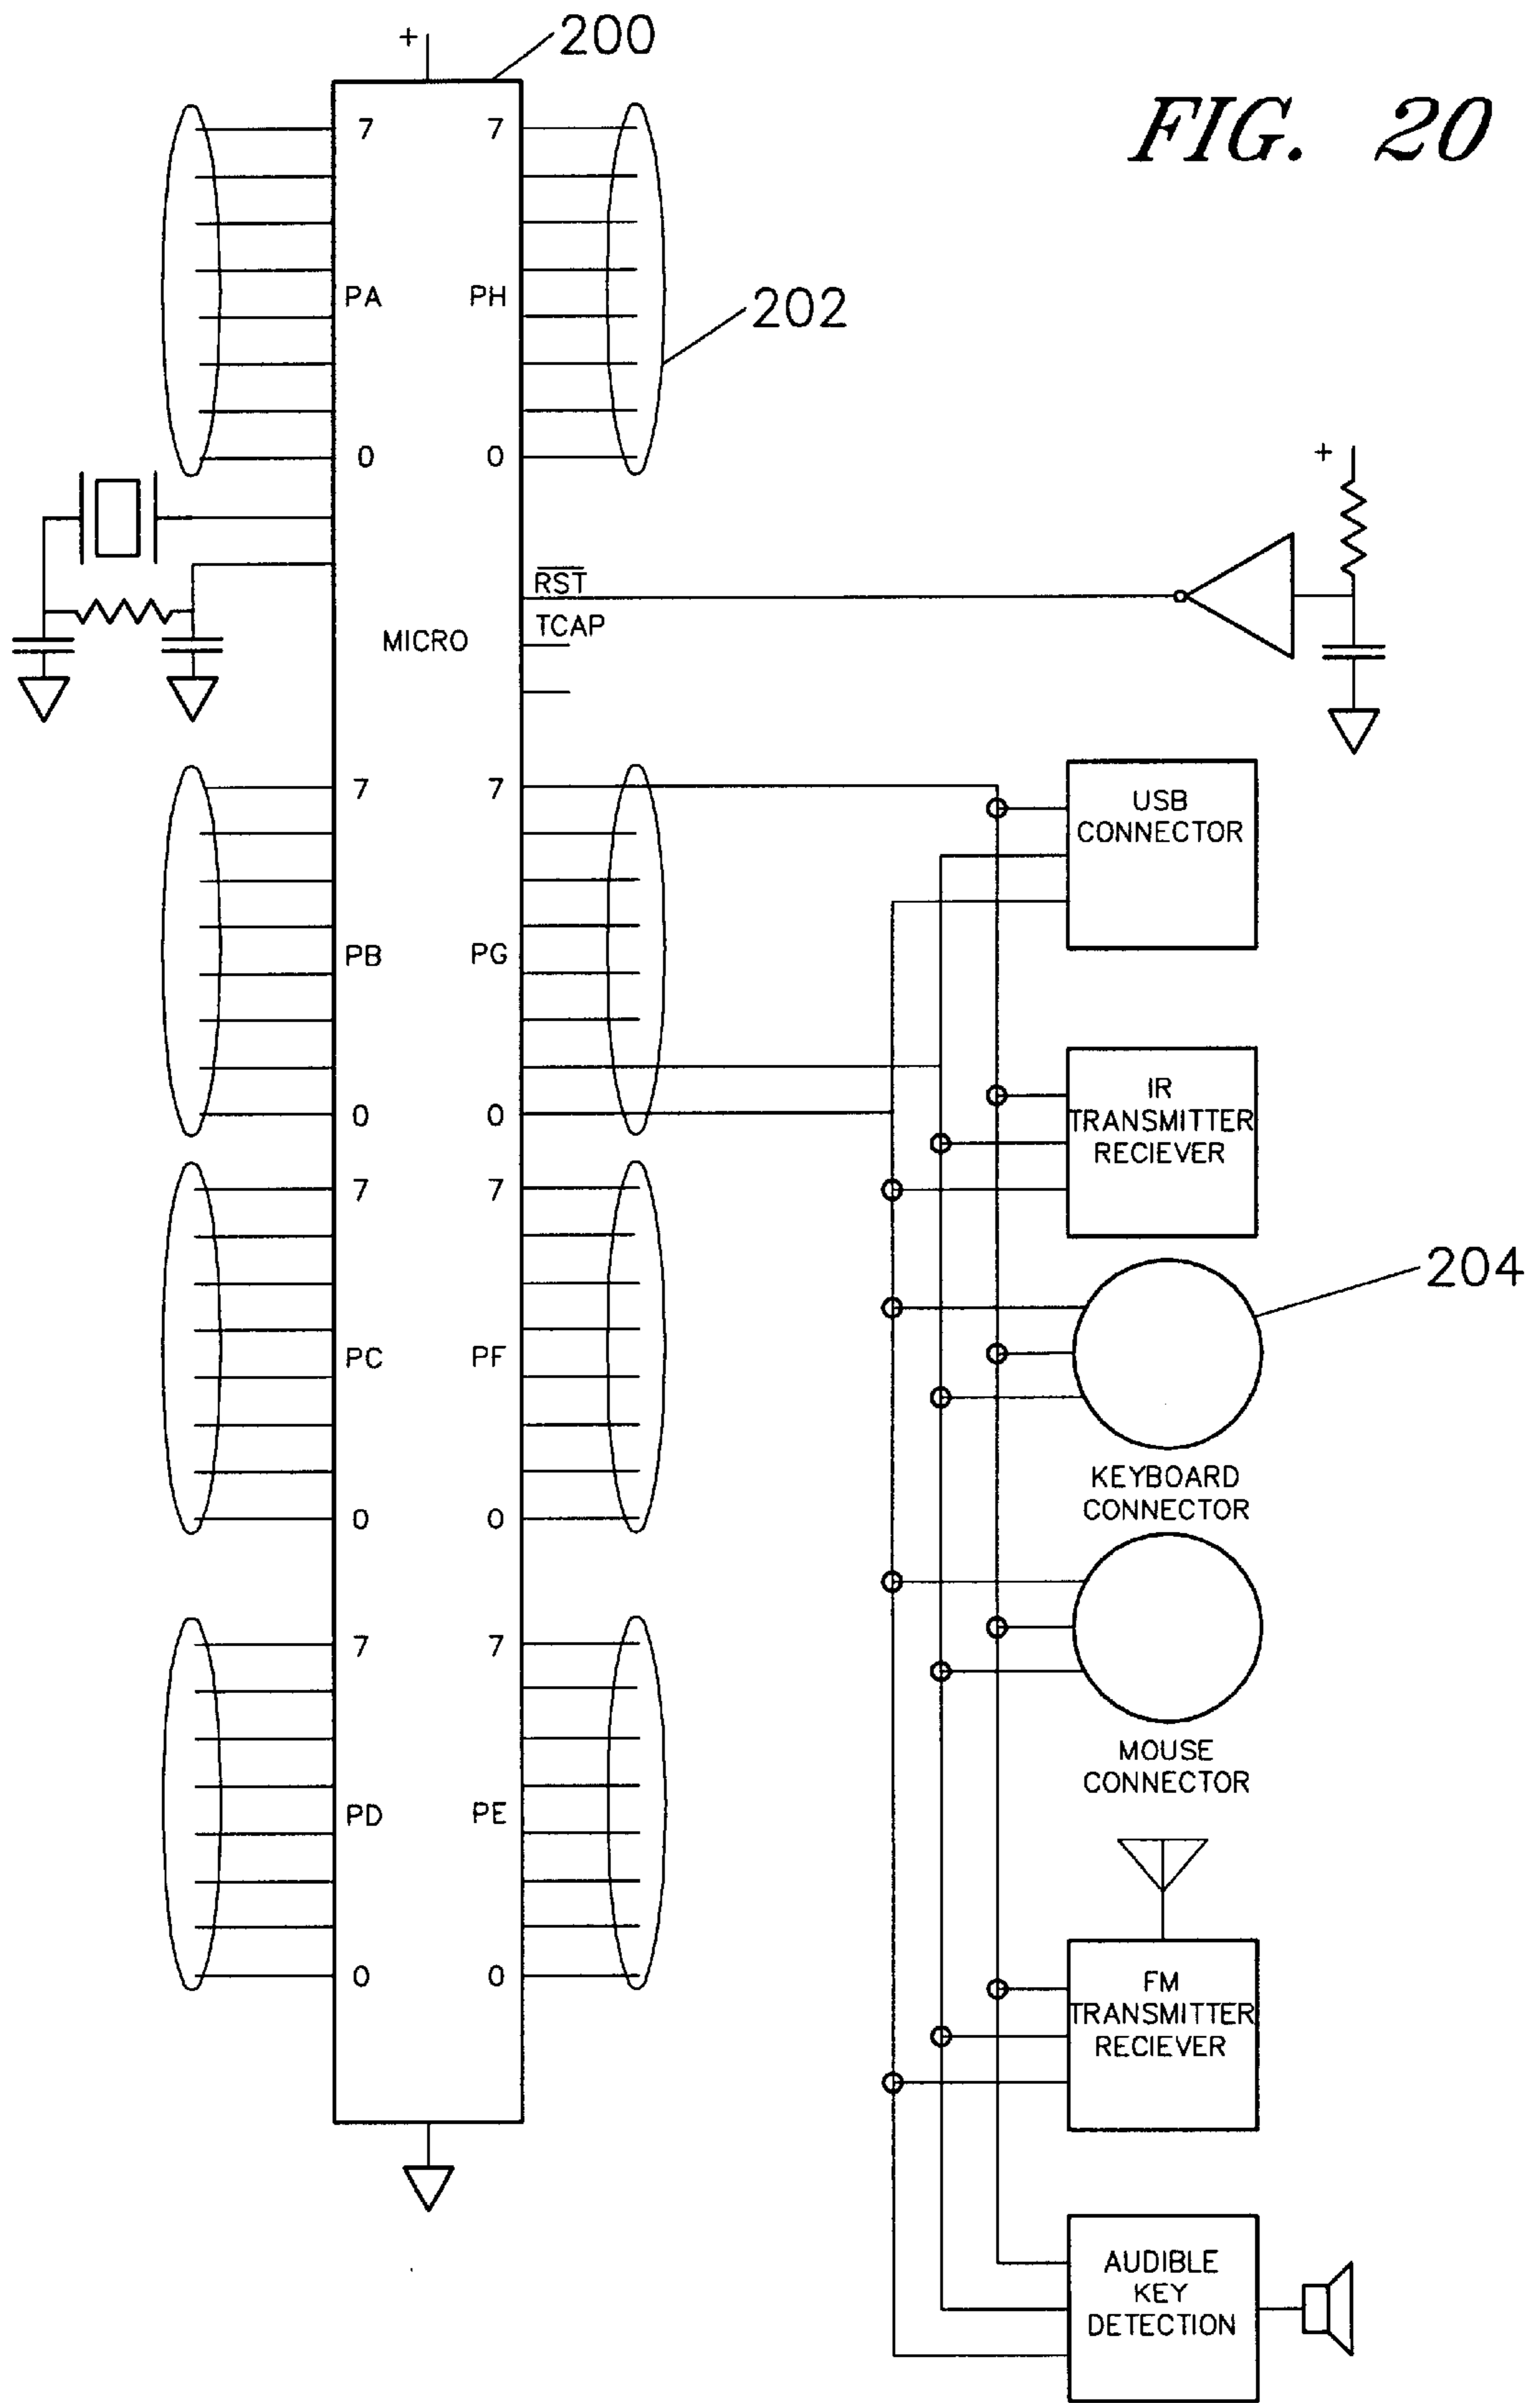 +
200
FIG. 20
7 7
PA PH
202
0 0
+
RST
TCAP
MICRO
7 7
USB
CONNECTOR
PB PG
0 0
IR
TRANSMITTER
RECIEVER
7 7
204
PC PF
KEYBOARD
CONNECTOR
0 0
7 7
MOUSE
CONNECTOR
PD PE
0 0
FM
TRANSMITTER
RECIEVER
AUDIBLE
KEY
DETECTION